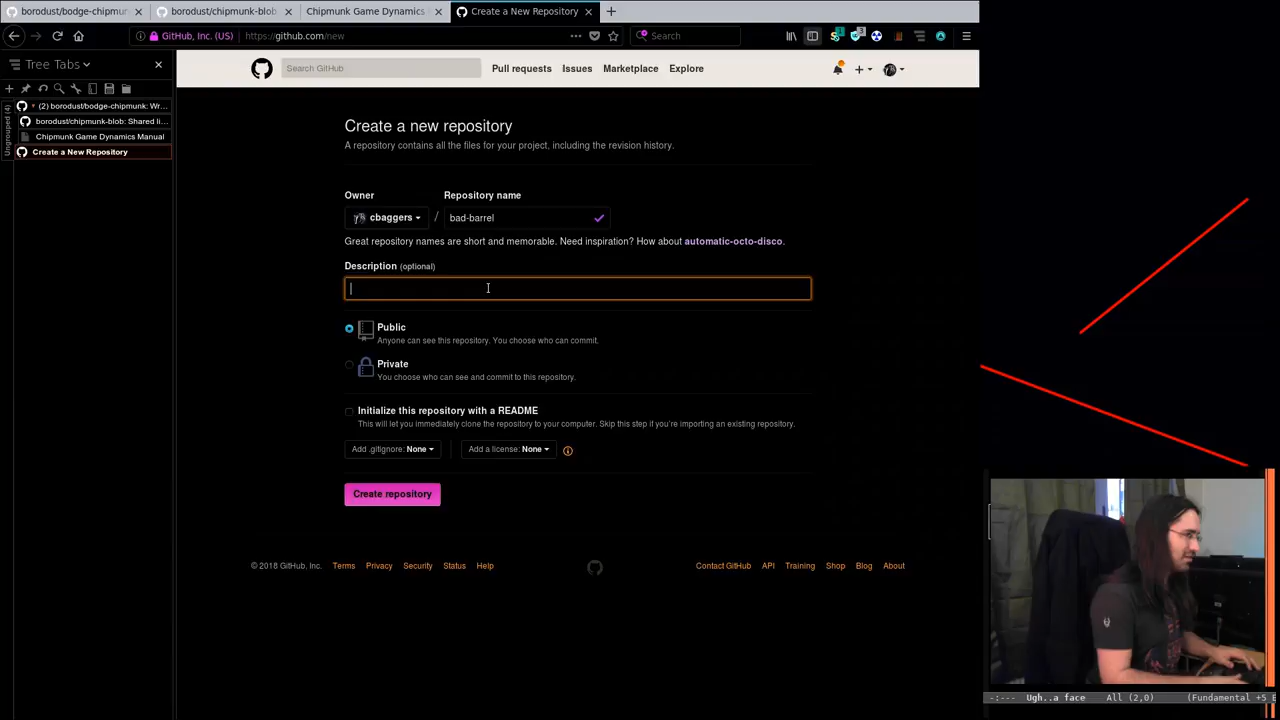 borodust/bodge-chipmun
borodust/chipmunk-blob
Chipmunk Game Dynamics
Create a New Repository
GitHub, Inc. (US)
https://github.com/new
Search
Tree Tabs
Search GitHub
Pull requests
Issues
Marketplace
Explore
Ungrouped (4)
(2) borodust/bodge-chipmunk: Wr...
borodust/chipmunk-blob: Shared li...
Chipmunk Game Dynamics Manual
Create a New Repository
Create a new repository
A repository contains all the files for your project, including the revision history.
Owner
Repository name
cbaggers
/
bad-barrel
Great repository names are short and memorable. Need inspiration? How about automatic-octo-disco.
Description (optional)
Public
Anyone can see this repository. You choose who can commit.
Private
You choose who can see and commit to this repository.
Initialize this repository with a README
This will let you immediately clone the repository to your computer. Skip this step if you're importing an existing repository.
Add .gitignore: None
Add a license: None
Create repository
© 2018 GitHub, Inc.
Terms
Privacy
Security
Status
Help
Contact GitHub
API
Training
Shop
Blog
About
-:--- Ugh..a face All (2,0) (Fundamental +5